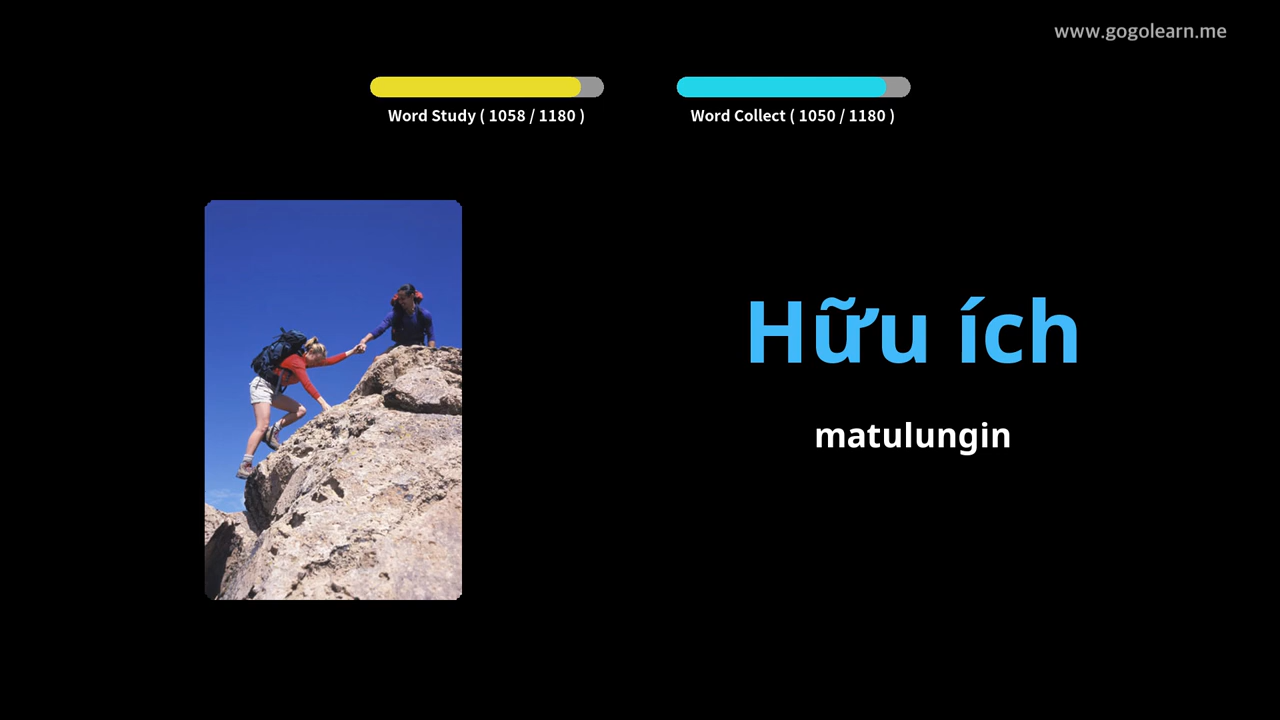 www.gogolearn.me
Word Study ( 1058 / 1180 )
Word Collect ( 1050 / 1180 )
Hữu ích
matulungin